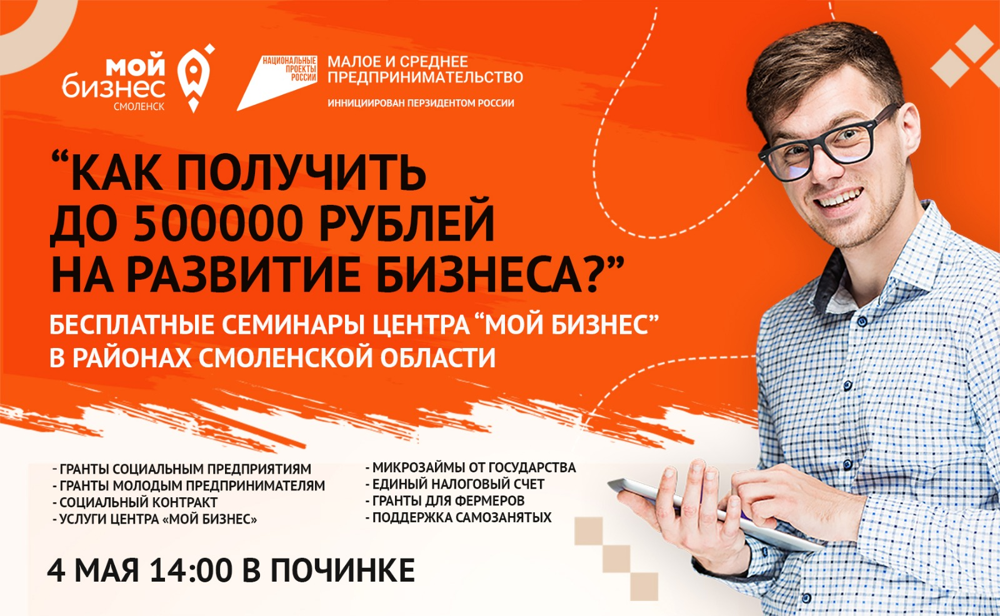 МОЙ
бизнес
СМОЛЕНСК
НАЦИОНАЛЬНЫЕ
ПРОЕКТЫ
РОССИИ
МАЛОЕ И СРЕДНЕЕ
ПРЕДПРИНИМАТЕЛЬСТВО
ИННИЦИИРОВАН ПЕРЗИДЕНТОМ РОССИИ
“КАК ПОЛУЧИТЬ
ДО 500000 РУБЛЕЙ
НА РАЗВИТИЕ БИЗНЕСА?”
БЕСПЛАТНЫЕ СЕМИНАРЫ ЦЕНТРА “МОЙ БИЗНЕС”
В РАЙОНАХ СМОЛЕНСКОЙ ОБЛАСТИ
- ГРАНТЫ СОЦИАЛЬНЫМ ПРЕДПРИЯТИЯМ
- ГРАНТЫ МОЛОДЫМ ПРЕДПРИНИМАТЕЛЯМ
- СОЦИАЛЬНЫЙ КОНТРАКТ
- УСЛУГИ ЦЕНТРА «МОЙ БИЗНЕС»
- МИКРОЗАЙМЫ ОТ ГОСУДАРСТВА
- ЕДИНЫЙ НАЛОГОВЫЙ СЧЕТ
- ГРАНТЫ ДЛЯ ФЕРМЕРОВ
- ПОДДЕРЖКА САМОЗАНЯТЫХ
4 МАЯ 14:00 В ПОЧИНКЕ